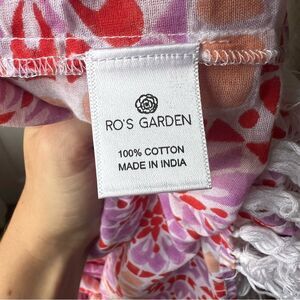 RO'S GARDEN
100% COTTON
MADE IN INDIA